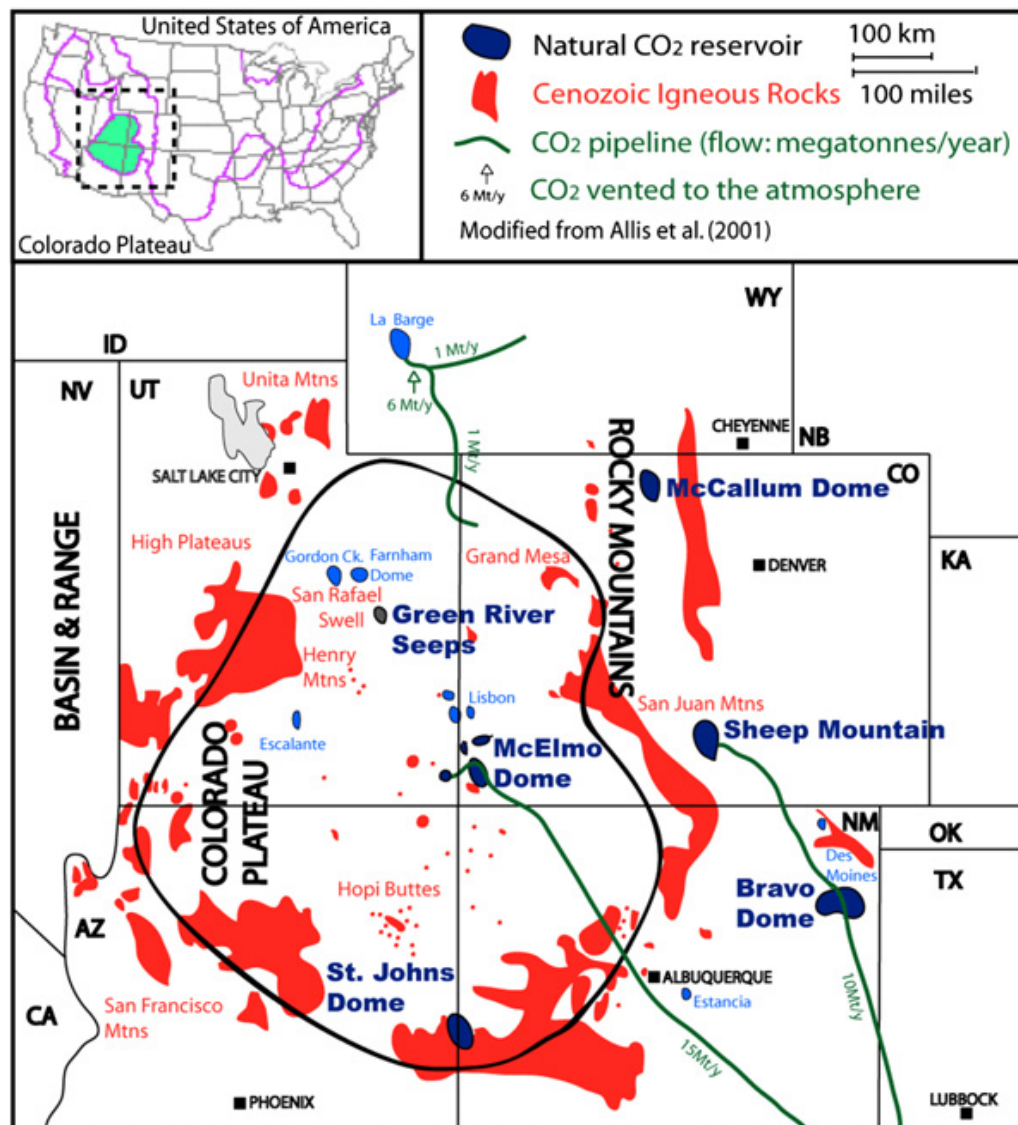 United States of America
Colorado Plateau
Natural CO2 reservoir
100 km
100 miles
Cenozoic Igneous Rocks
CO2 pipeline (flow: megatonnes/year)
6 Mt/y
CO2 vented to the atmosphere
Modified from Allis et al. (2001)
WY
La Barge
ID
1 Mt/y
NV
UT
Unita Mtns
6 Mt/y
1 Mt/y
ROCKY MOUNTAINS
CHEYENNE
NB
SALT LAKE CITY
McCallum Dome
CO
BASIN & RANGE
High Plateaus
Gordon Ck.
Farnham
Dome
Grand Mesa
DENVER
KA
San Rafael
Swell
Green River
Seeps
Henry
Mtns
Lisbon
San Juan Mtns
Escalante
Sheep Mountain
McElmo
Dome
COLORADO
PLATEAU
NM
OK
Des
Moines
TX
Hopi Buttes
Bravo
Dome
AZ
St. Johns
Dome
ALBUQUERQUE
Estancia
10Mt/y
San Francisco
Mtns
CA
15Mt/y
PHOENIX
LUBBOCK